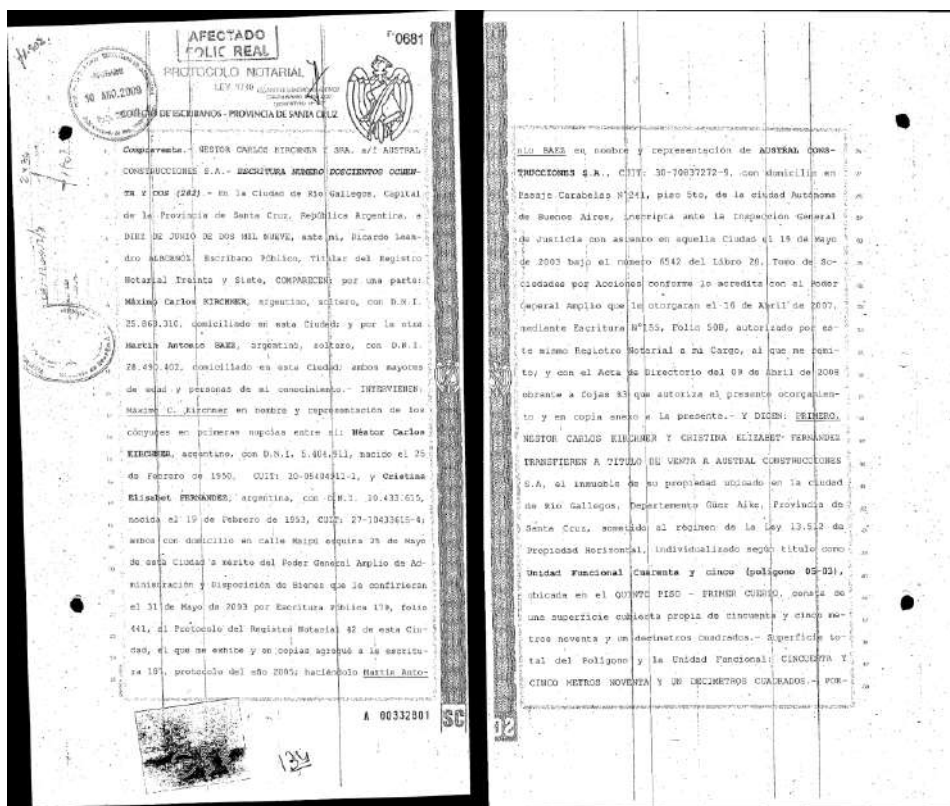 AFECTADO
FOLIO REAL
0681
PROTOCOLO NOTARIAL
10 AGO. 2009
COLEGIO DE ESCRIBANOS - PROVINCIA DE SANTA CRUZ
Compraventa.- NESTOR CARLOS KIRCHNER Y SRA. a/f AUSTRAL
CONSTRUCCIONES S.A.- ESCRITURA NUMERO DOSCIENTOS OCHEN-
TA Y DOS (282).- En la Ciudad de Río Gallegos, Capital
de la Provincia de Santa Cruz, República Argentina, a
DIEZ DE JUNIO DE DOS MIL NUEVE, ante mi, Ricardo Lean-
dro ALBORNOZ, Escribano Público, Titular del Registro
Notarial Treinta y Siete, COMPARECEN: por una parte:
Máximo Carlos KIRCHNER, argentino, soltero, con D.N.I.
25.869.310, domiciliado en esta Ciudad; y por la otra
Martín Antonio BAEZ, argentino, soltero, con D.N.I.
28.490.402, domiciliado en esta Ciudad; ambos mayores
de edad y personas de mi conocimiento.- INTERVIENEN:
Máximo C. Kirchner en nombre y representación de los
cónyuges en primeras nupcias entre si: Néstor Carlos
KIRCHNER, argentino, con D.N.I. 5.404.911, nacido el 25
de Febrero de 1950, CUIT: y Cristina
Elisabet FERNANDEZ, argentina, con D.N.I. 10.433.615,
nacida el 19 de Febrero de 1953, CUIT: 27-10433615-4;
ambos con domicilio en calle Maipú esquina 25 de Mayo
de esta Ciudad a mérito del Poder General Amplio de Ad-
ministración y Disposición de Bienes que le confirieran
el 31 de Mayo de 2003 por Escritura Pública 179, folio
441, al Protocolo del Registro Notarial 42 de esta Ciu-
dad, el que me exhibe y en copias agregué a la escritu-
ra protocolo del año 2005; haciéndolo Martín Anto-
A 00332801
SC
134
nio BAEZ en nombre y representación de AUSTRAL CONS-
TRUCCIONES S.A., CUIT: 30-70837272-9, con domicilio en
Pasaje Carabelas N°241, piso 5to, de la ciudad Autónoma
de Buenos Aires, inscripta ante la Inspección General
de Justicia con asiento en aquella Ciudad el 19 de Mayo
de 2003 bajo el número 6542 del Libro 20, Tomo de So-
ciedades por Acciones conforme lo acredita con el Poder
General Amplio que le otorgaran el 16 de Abril de 2007,
mediante Escritura N°155, Folio 508, autorizado por es-
te mismo Registro Notarial a mi Cargo, al que me remi-
to; y con el Acta de Directorio del 09 de Abril de 2008
obrante a fojas 83 que autoriza el presente otorgamien-
to y en copia anexo a la presente.- Y DICEN: PRIMERO,
NESTOR CARLOS KIRCHNER Y CRISTINA ELIZABET FERNANDEZ
TRANSFIEREN A TITULO DE VENTA A AUSTRAL CONSTRUCCIONES
S.A, el inmueble de su propiedad ubicado en la ciudad
de Río Gallegos, Departamento Güer Aike, Provincia de
Santa Cruz, sometido al régimen de la Ley 13.512 de
Propiedad Horizontal, individualizado según título como
Unidad Funcional Cuarenta y cinco (polígono 05-03),
ubicada en el QUINTO PISO - PRIMER CUERPO, consta de
una superficie cubierta propia de cincuenta y cinco me-
tros noventa y un decímetros cuadrados.- Superficie to-
tal del Polígono y la Unidad Funcional: CINCUENTA Y
CINCO METROS NOVENTA Y UN DECIMETROS CUADRADOS.- POR-
SC